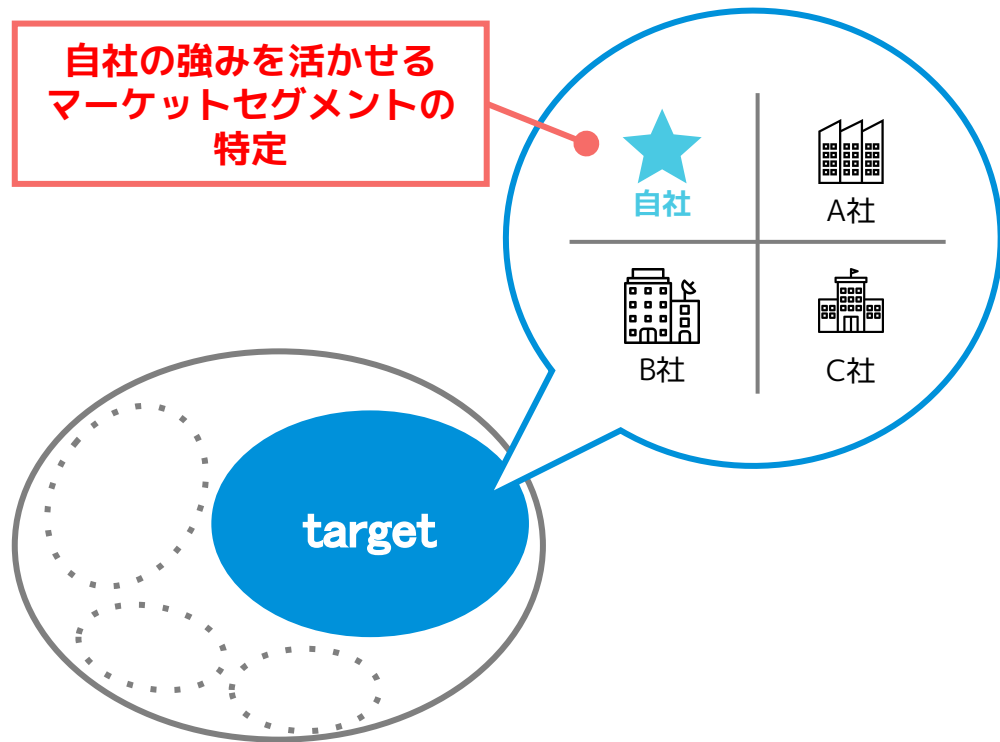 自社の強みを活かせる
マーケットセグメントの
特定
自社
A社
B社
C社
target